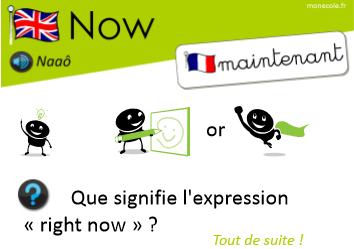 monecole.fr
Now
Naaô
maintenant
or
?
Que signifie l'expression
« right now » ?
Tout de suite !